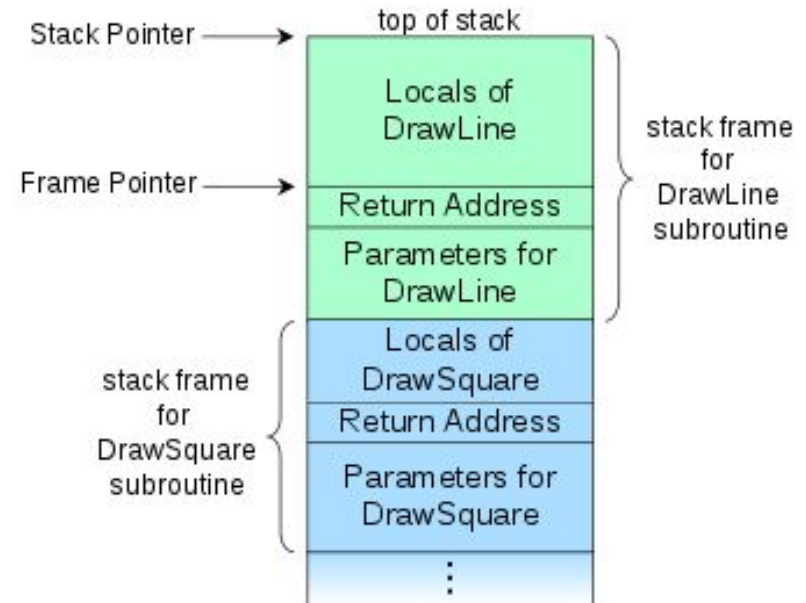 top of stack
Stack Pointer
Locals of
DrawLine
stack frame
for
DrawLine
subroutine
Frame Pointer
Return Address
Parameters for
DrawLine
Locals of
DrawSquare
stack frame
for
DrawSquare
subroutine
Return Address
Parameters for
DrawSquare
⋮